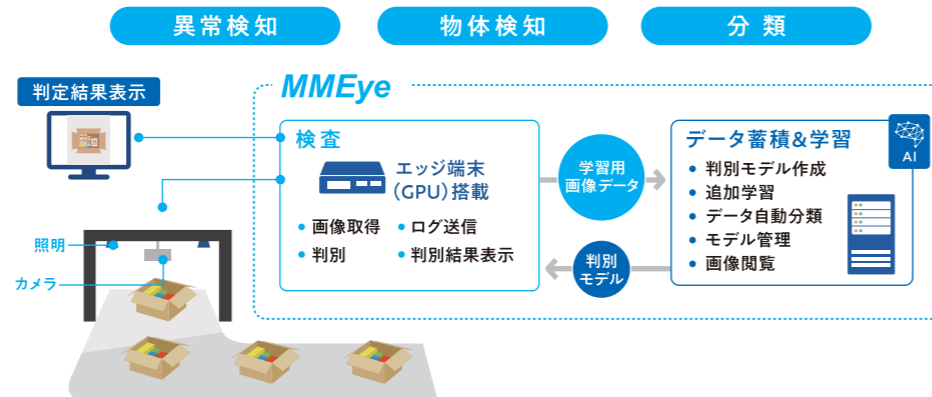 異常検知
物体検知
分類
判定結果表示
MMEye
検査
エッジ端末
(GPU)搭載
• 画像取得
• ログ送信
• 判別
• 判別結果表示
学習用
画像データ
判別
モデル
データ蓄積&学習
AI
• 判別モデル作成
• 追加学習
• データ自動分類
• モデル管理
• 画像閲覧
照明
カメラ